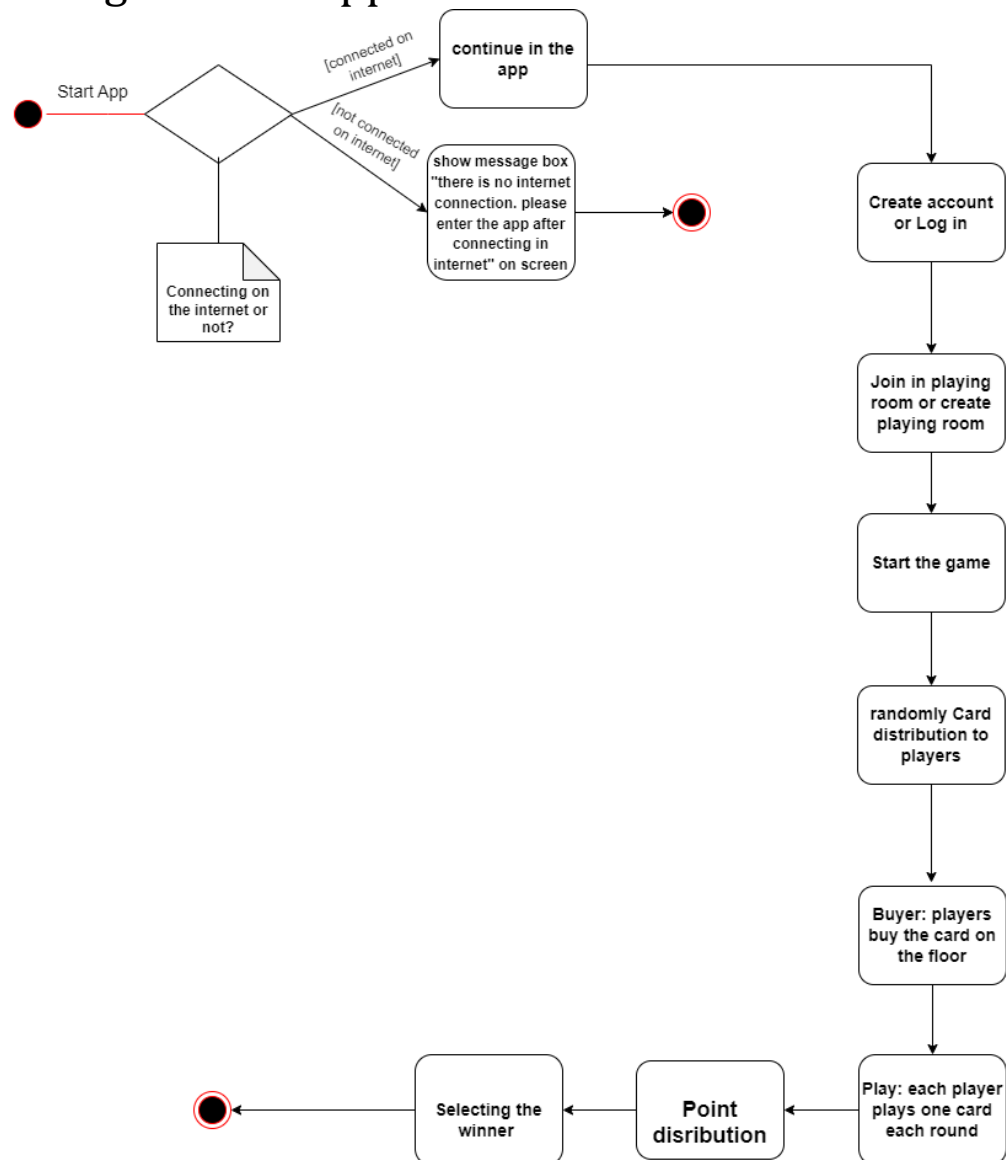 Start App
[connected on
internet]
continue in the
app
[not connected
on internet]
show message box
"there is no internet
connection. please
enter the app after
connecting in
internet" on screen
Connecting on
the internet or
not?
Create account
or Log in
Join in playing
room or create
playing room
Start the game
randomly Card
distribution to
players
Buyer: players
buy the card on
the floor
Play: each player
plays one card
each round
Point
disribution
Selecting the
winner